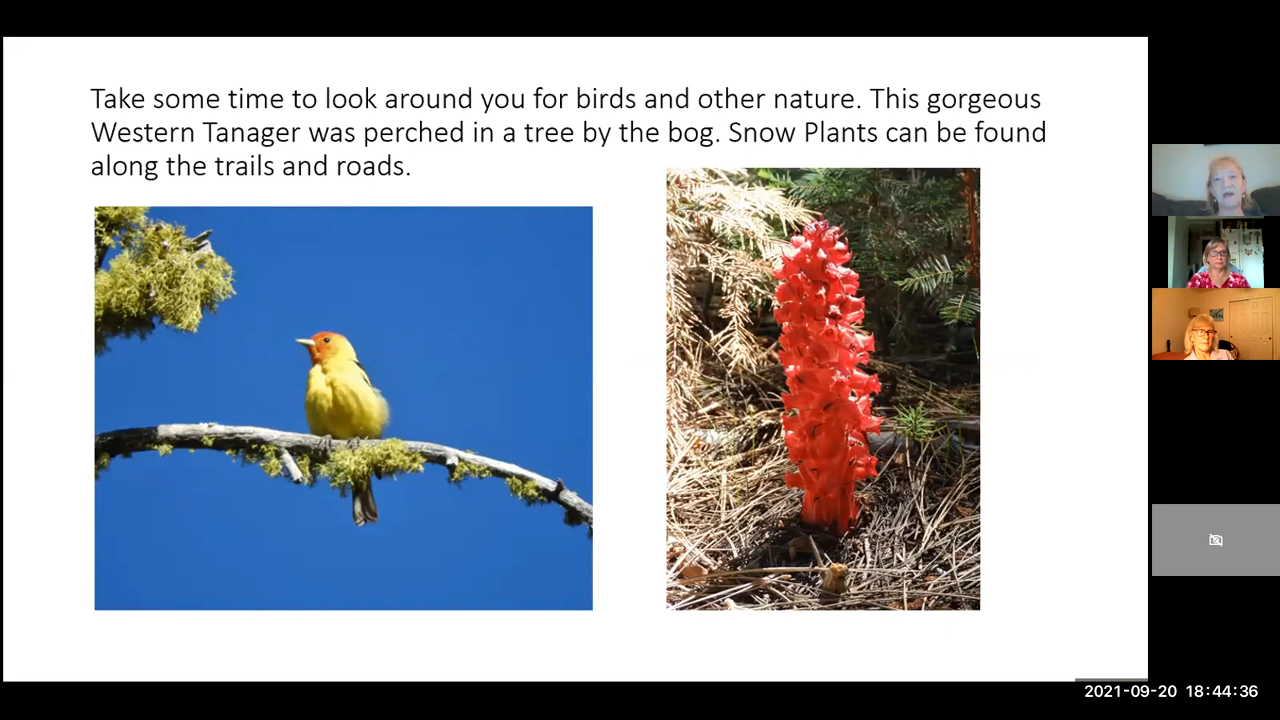 Take some time to look around you for birds and other nature. This gorgeous
Western Tanager was perched in a tree by the bog. Snow Plants can be found
along the trails and roads.
2021-09-20 18:44:36